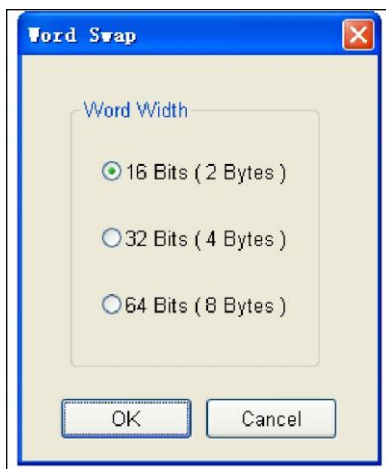 Word Swap
Word Width
16 Bits ( 2 Bytes )
32 Bits ( 4 Bytes )
64 Bits ( 8 Bytes )
OK
Cancel